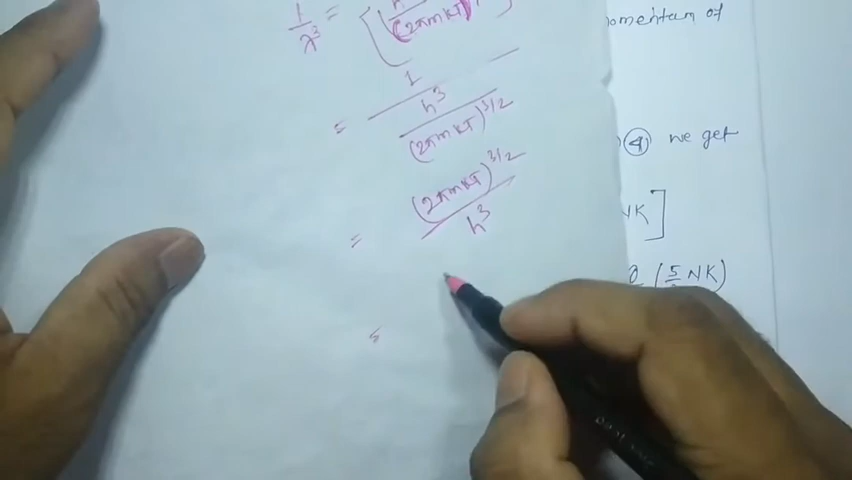 1/λ³ = [(h/(2πmKT)
= 1/(h³/(2πmKT)^3/2)
= (2πmKT)^3/2/h³
=
omentum of
④ we get
NK]
(5/ NK)